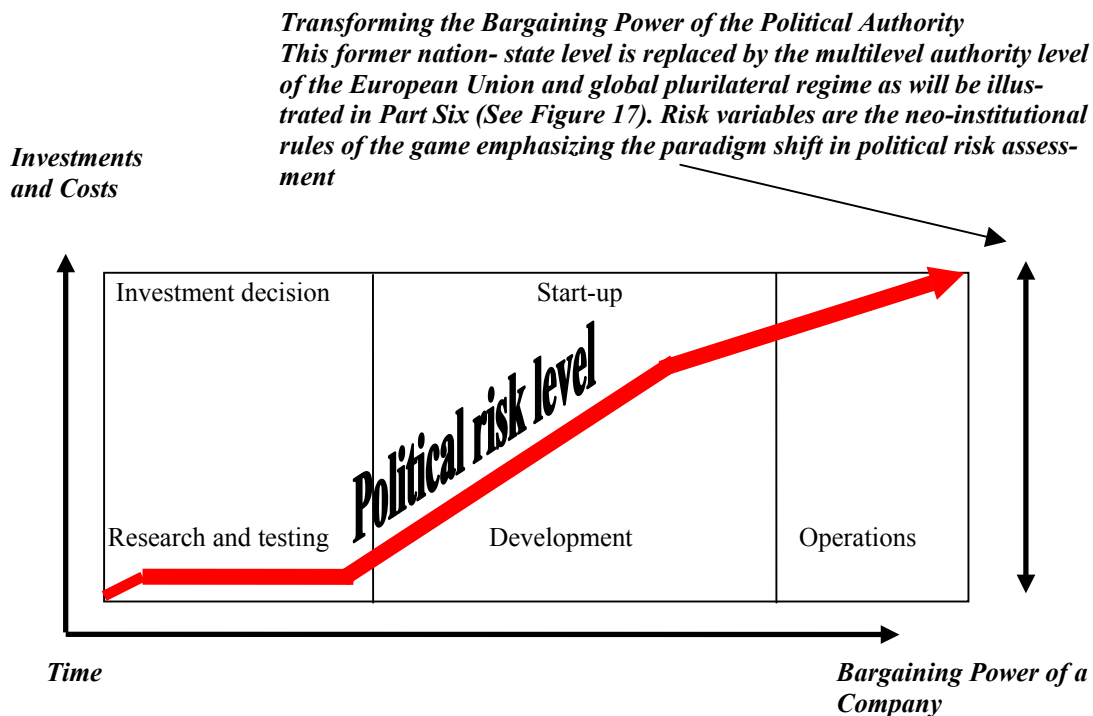 Transforming the Bargaining Power of the Political Authority
This former nation- state level is replaced by the multilevel authority level
of the European Union and global plurilateral regime as will be illus-
trated in Part Six (See Figure 17). Risk variables are the neo-institutional
rules of the game emphasizing the paradigm shift in political risk assess-
ment
Investments
and Costs
Investment decision
Start-up
Political risk level
Research and testing
Development
Operations
Time
Bargaining Power of a
Company